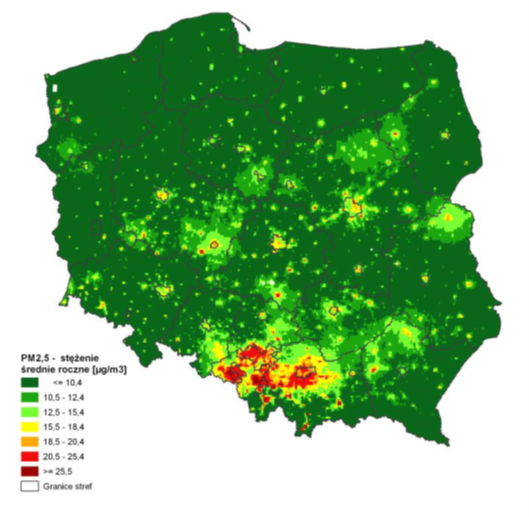 PM2,5 - stężenie
średnie roczne [µg/m3]
<= 10,4
10,5 - 12,4
12,5 - 15,4
15,5 - 18,4
18,5 - 20,4
20,5 - 25,4
>= 25,5
Granice stref